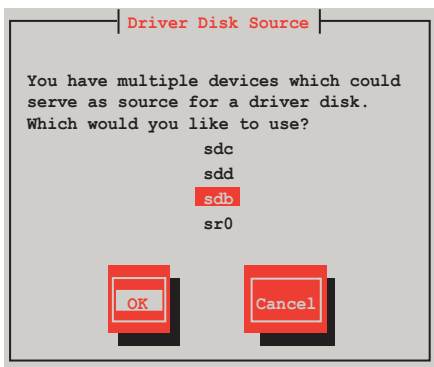 Driver Disk Source
You have multiple devices which could
serve as source for a driver disk.
Which would you like to use?
sdc
sdd
sdb
sr0
OK Cancel